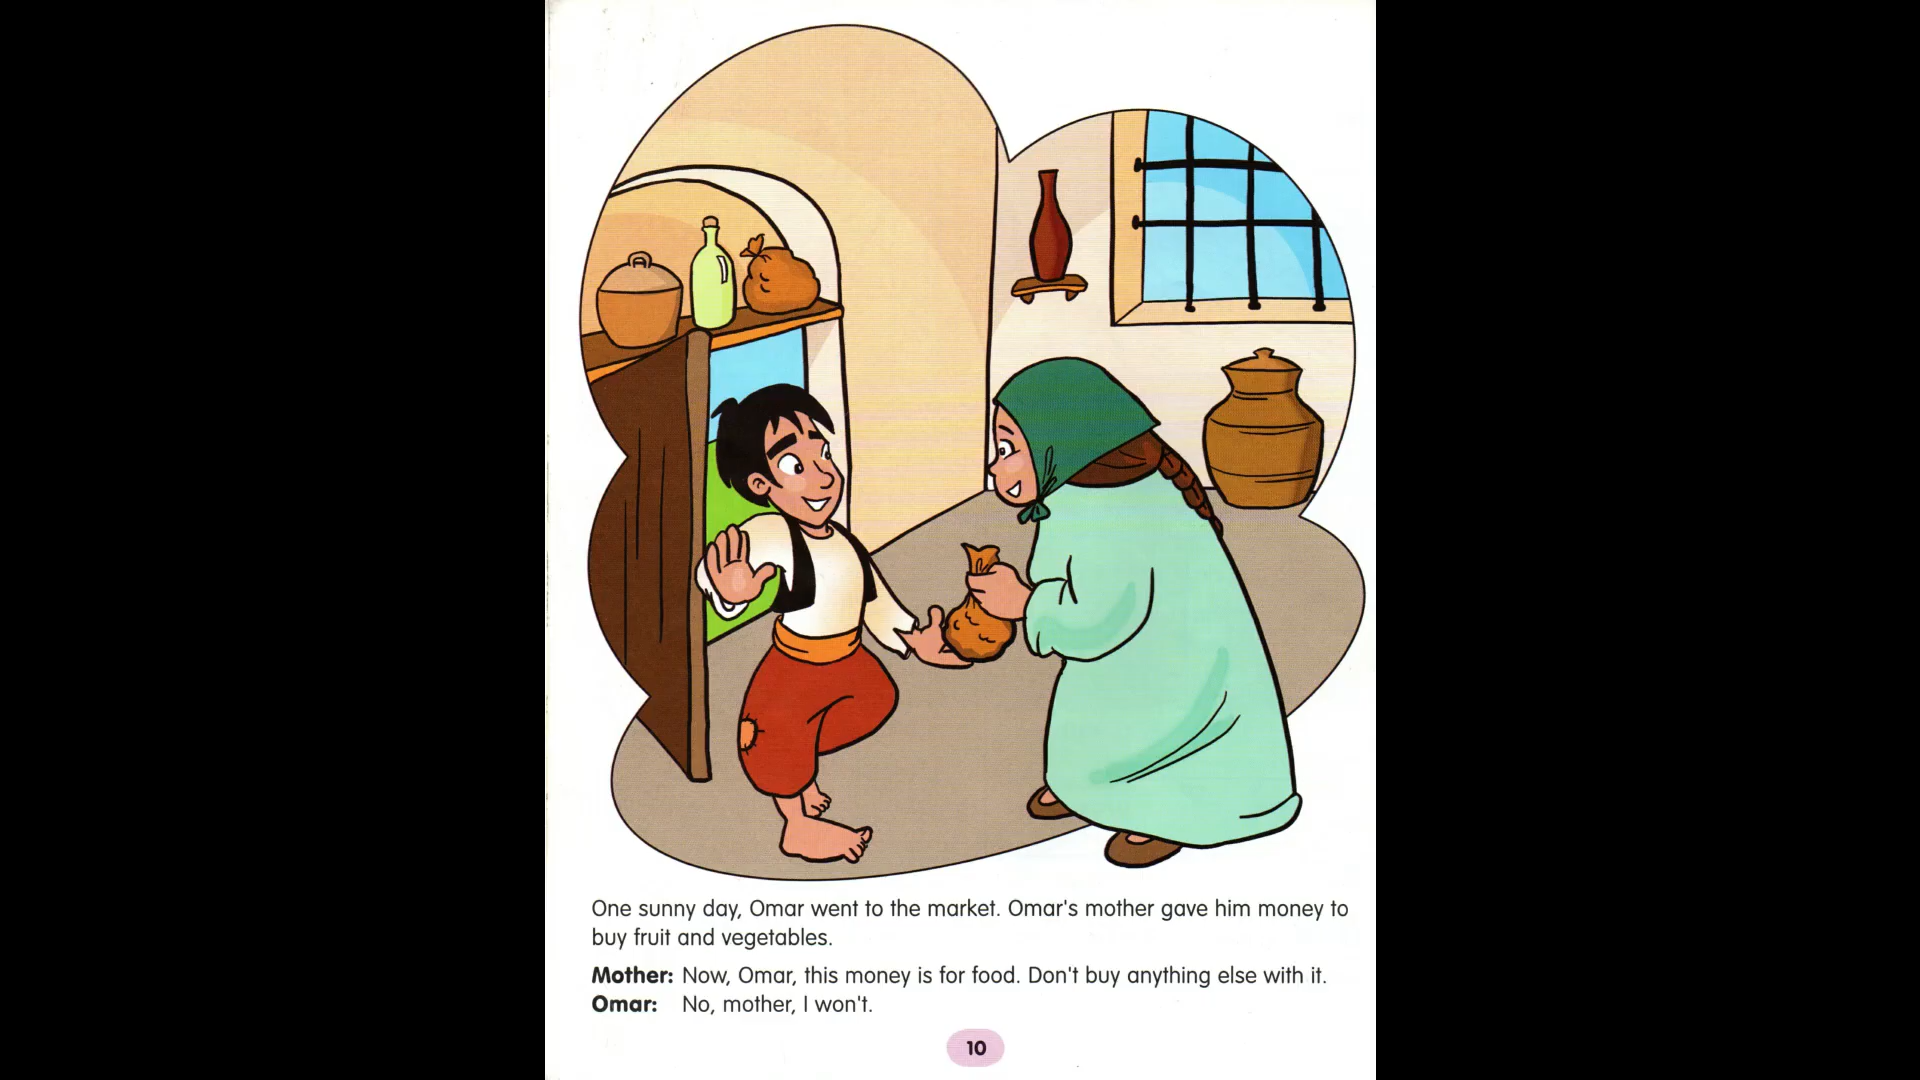 One sunny day, Omar went to the market. Omar's mother gave him money to
buy fruit and vegetables.
Mother: Now, Omar, this money is for food. Don't buy anything else with it.
Omar: No, mother, I won't.
10